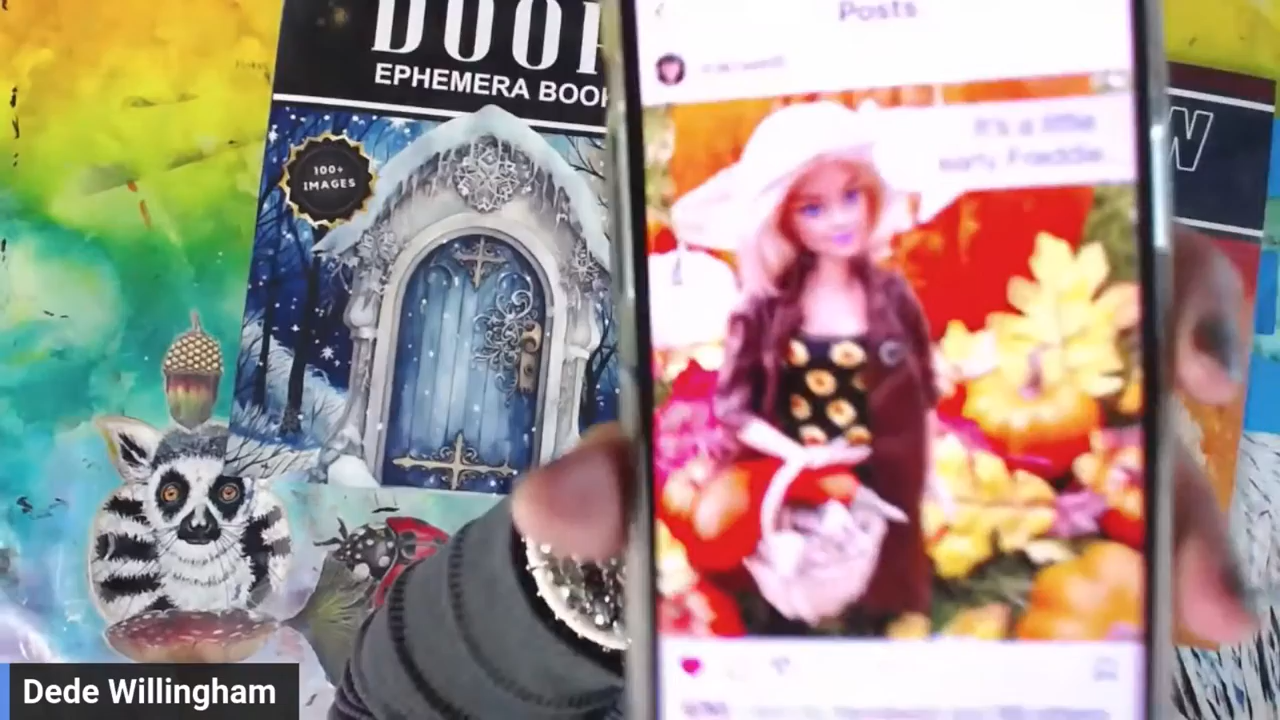 DOOR
EPHEMERA BOOK
100+
IMAGES
Posts
It's a little
early Freddie
W
Dede Willingham